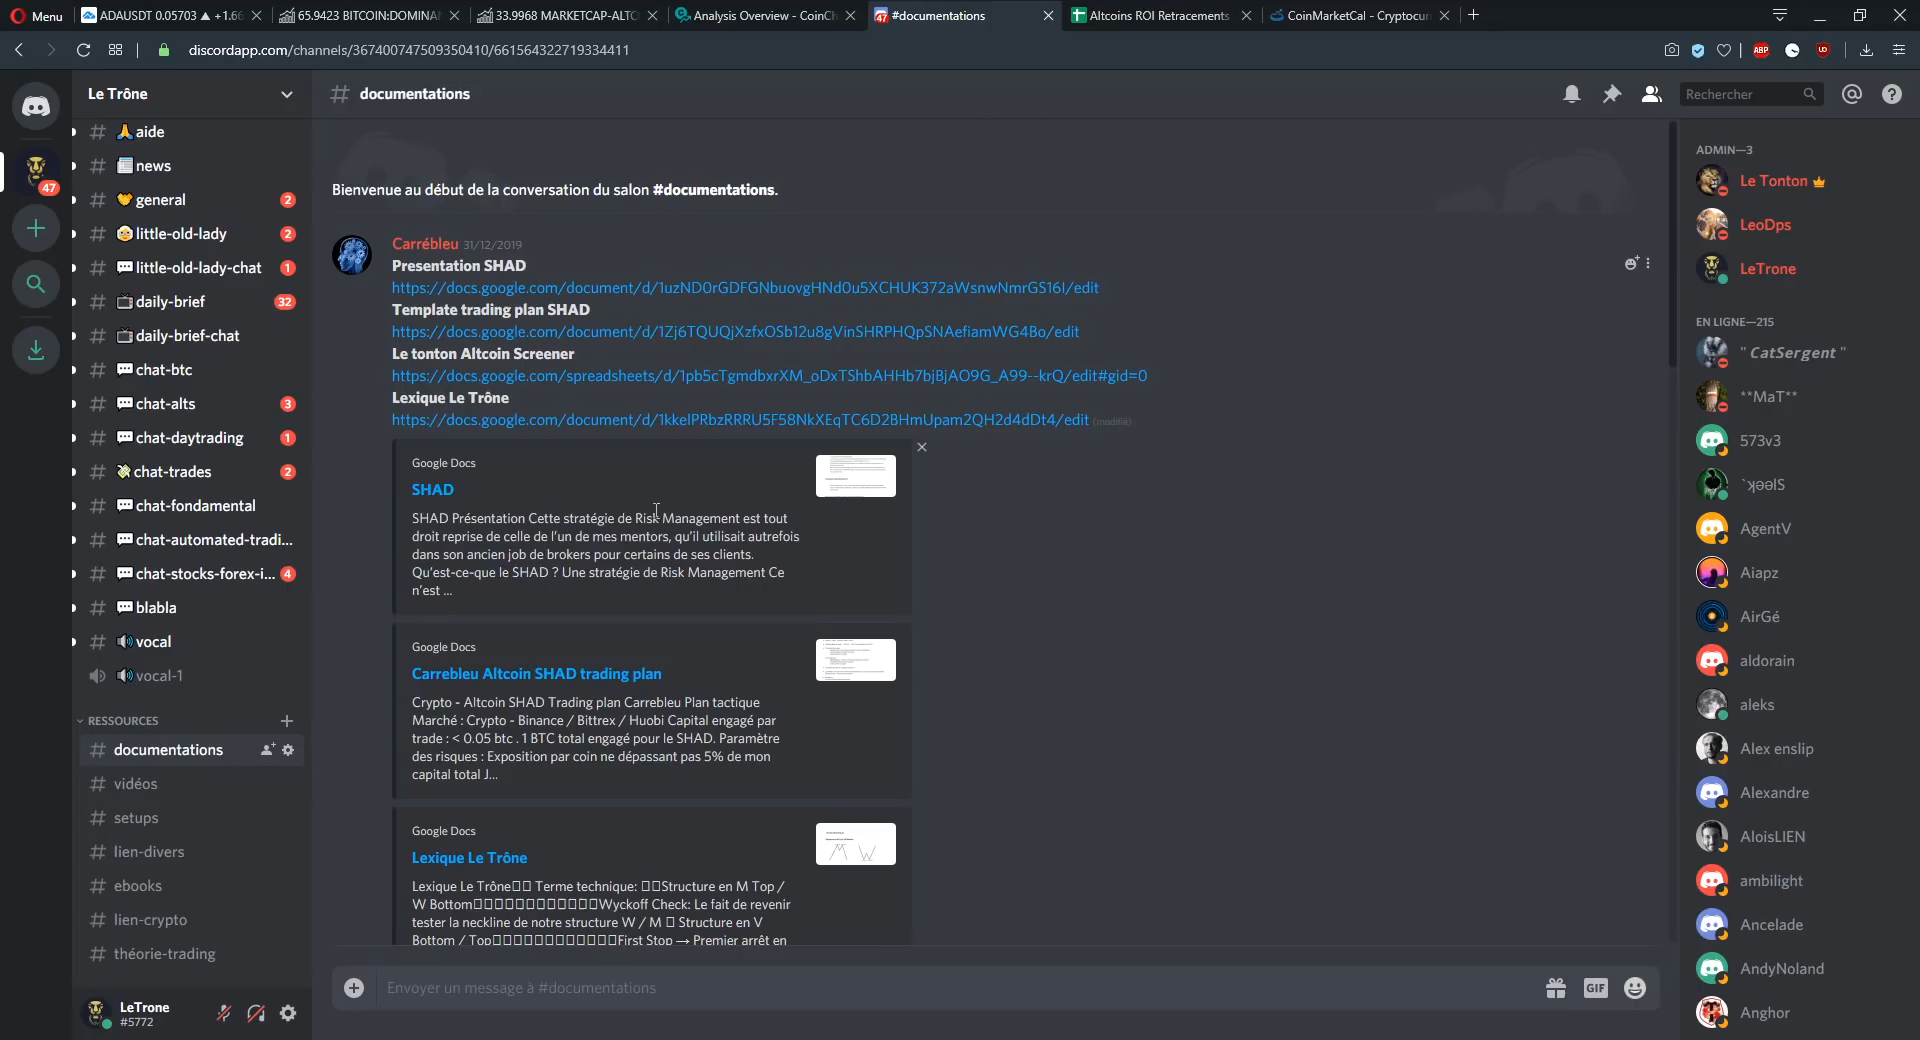 Menu
ADAUSDT 0.05703 ▲ +1.66
65.9423 BITCOIN:DOMINA
33.9968 MARKETCAP-ALTC
Analysis Overview - CoinCh
#documentations
Altcoins ROI Retracements
CoinMarketCal - Cryptocur
discordapp.com/channels/367400747509350410/661564322719334411
ABP
Le Trône
# documentations
Rechercher
47
# aide
# news
# general 2
# little-old-lady 2
# little-old-lady-chat 1
# daily-brief 32
# daily-brief-chat
# chat-btc
# chat-alts 3
# chat-daytrading 1
# chat-trades 2
# chat-fondamental
# chat-automated-tradi...
# chat-stocks-forex-i... 4
# blabla
# vocal
vocal-1
RESSOURCES
# documentations
# vidéos
# setups
# lien-divers
# ebooks
# lien-crypto
# théorie-trading
LeTrone
#5772
Bienvenue au début de la conversation du salon #documentations.
Carrébleu 31/12/2019
Presentation SHAD
https://docs.google.com/document/d/1uzND0rGDFGNbuovgHNd0u5XCHUK372aWsnwNmrGS16I/edit
Template trading plan SHAD
https://docs.google.com/document/d/1Zj6TQUQjXzfxOSb12u8gVinSHRPHQpSNAefiamWG4Bo/edit
Le tonton Altcoin Screener
https://docs.google.com/spreadsheets/d/1pb5cTgmdbxrXM_oDxTShbAHHb7bjBjAO9G_A99--krQ/edit#gid=0
Lexique Le Trône
https://docs.google.com/document/d/1kkelPRbzRRRU5F58NkXEqTC6D2BHmUpam2QH2d4dDt4/edit (modifié)
Google Docs
SHAD
SHAD Présentation Cette stratégie de Risk Management est tout
droit reprise de celle de l'un de mes mentors, qu'il utilisait autrefois
dans son ancien job de brokers pour certains de ses clients.
Qu'est-ce-que le SHAD ? Une stratégie de Risk Management Ce
n'est ...
Google Docs
Carrebleu Altcoin SHAD trading plan
Crypto - Altcoin SHAD Trading plan Carrebleu Plan tactique
Marché : Crypto - Binance / Bittrex / Huobi Capital engagé par
trade : < 0.05 btc . 1 BTC total engagé pour le SHAD. Paramètre
des risques : Exposition par coin ne dépassant pas 5% de mon
capital total J...
Google Docs
Lexique Le Trône
Lexique Le Trône□□ Terme technique: □□Structure en M Top /
W Bottom□□□□□□□□□□□□Wyckoff Check: Le fait de revenir
tester la neckline de notre structure W / M □ Structure en V
Bottom / Top□□□□□□□□□□□□First Stop → Premier arrêt en
Envoyer un message à #documentations
GIF
ADMIN—3
Le Tonton
LeoDps
LeTrone
EN LIGNE—215
" CatSergent "
**MaT**
573v3
`ʞǝǝlS
AgentV
Aiapz
AirGé
aldorain
aleks
Alex enslip
Alexandre
AloisLIEN
ambilight
Ancelade
AndyNoland
Anghor